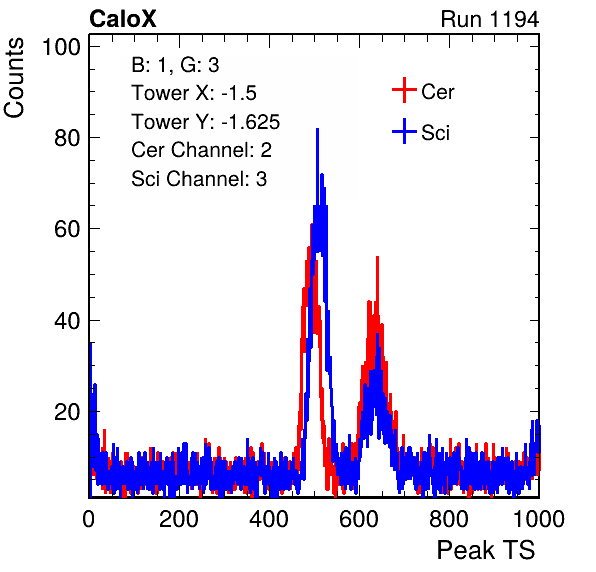 CaloX Run 1194
Counts
100
80
60
40
20
B: 1, G: 3
Tower X: -1.5
Tower Y: -1.625
Cer Channel: 2
Sci Channel: 3
Cer
Sci
0 200 400 600 800 1000
Peak TS